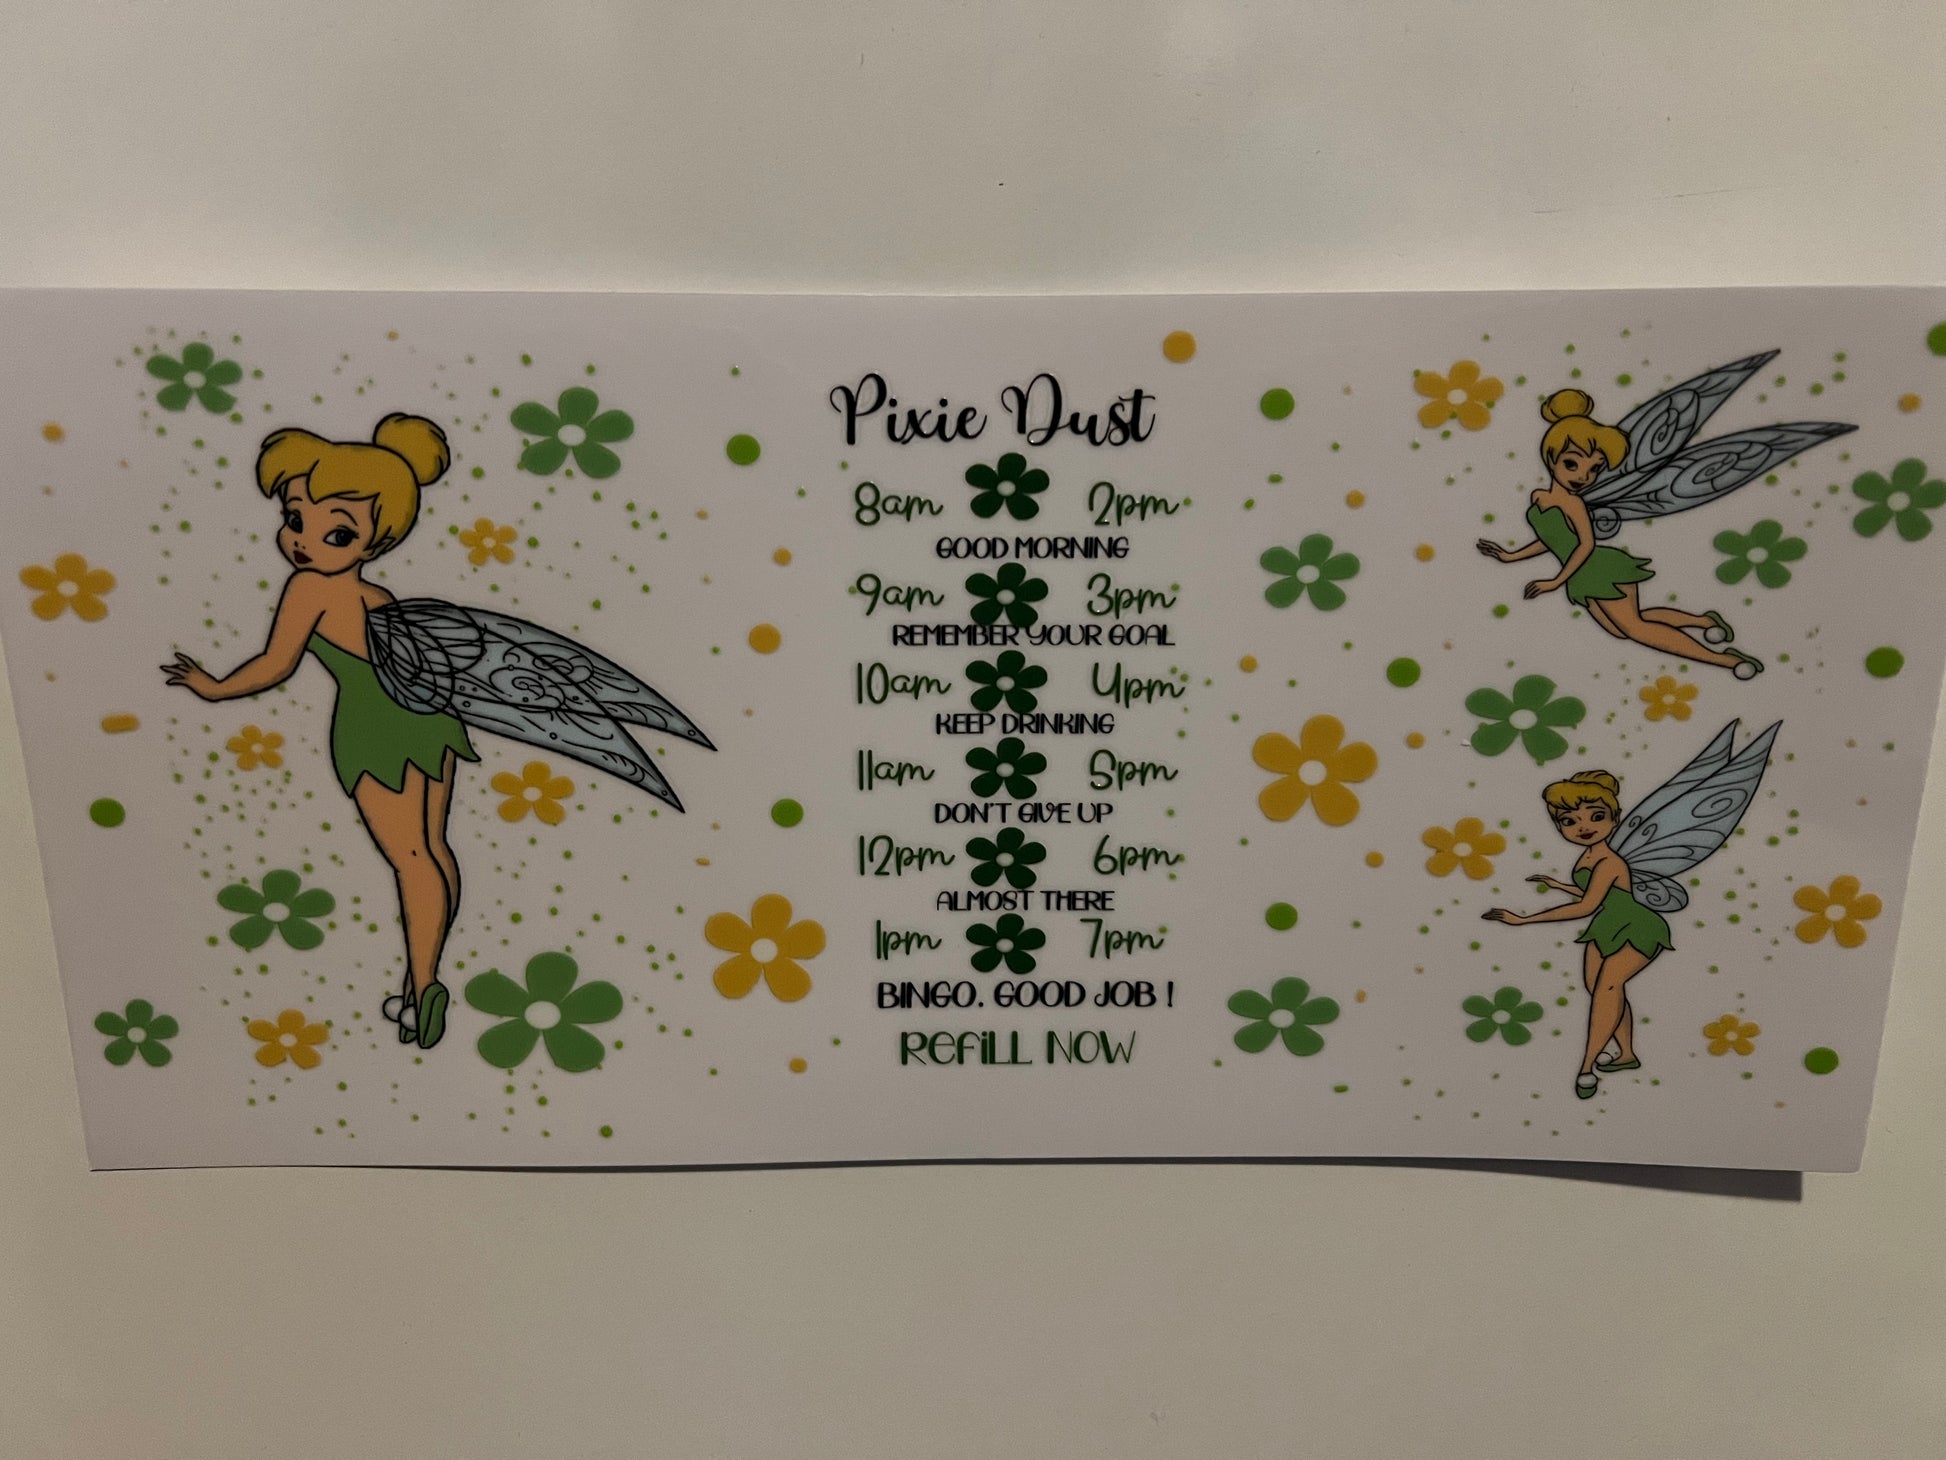 Pixie Dust
8am 2pm
GOOD MORNING
9am 3pm
REMEMBER YOUR GOAL
10am 4pm
KEEP DRINKING
11am 5pm
DON'T GIVE UP
12pm 6pm
ALMOST THERE
1pm 7pm
BINGO. GOOD JOB !
REFILL NOW